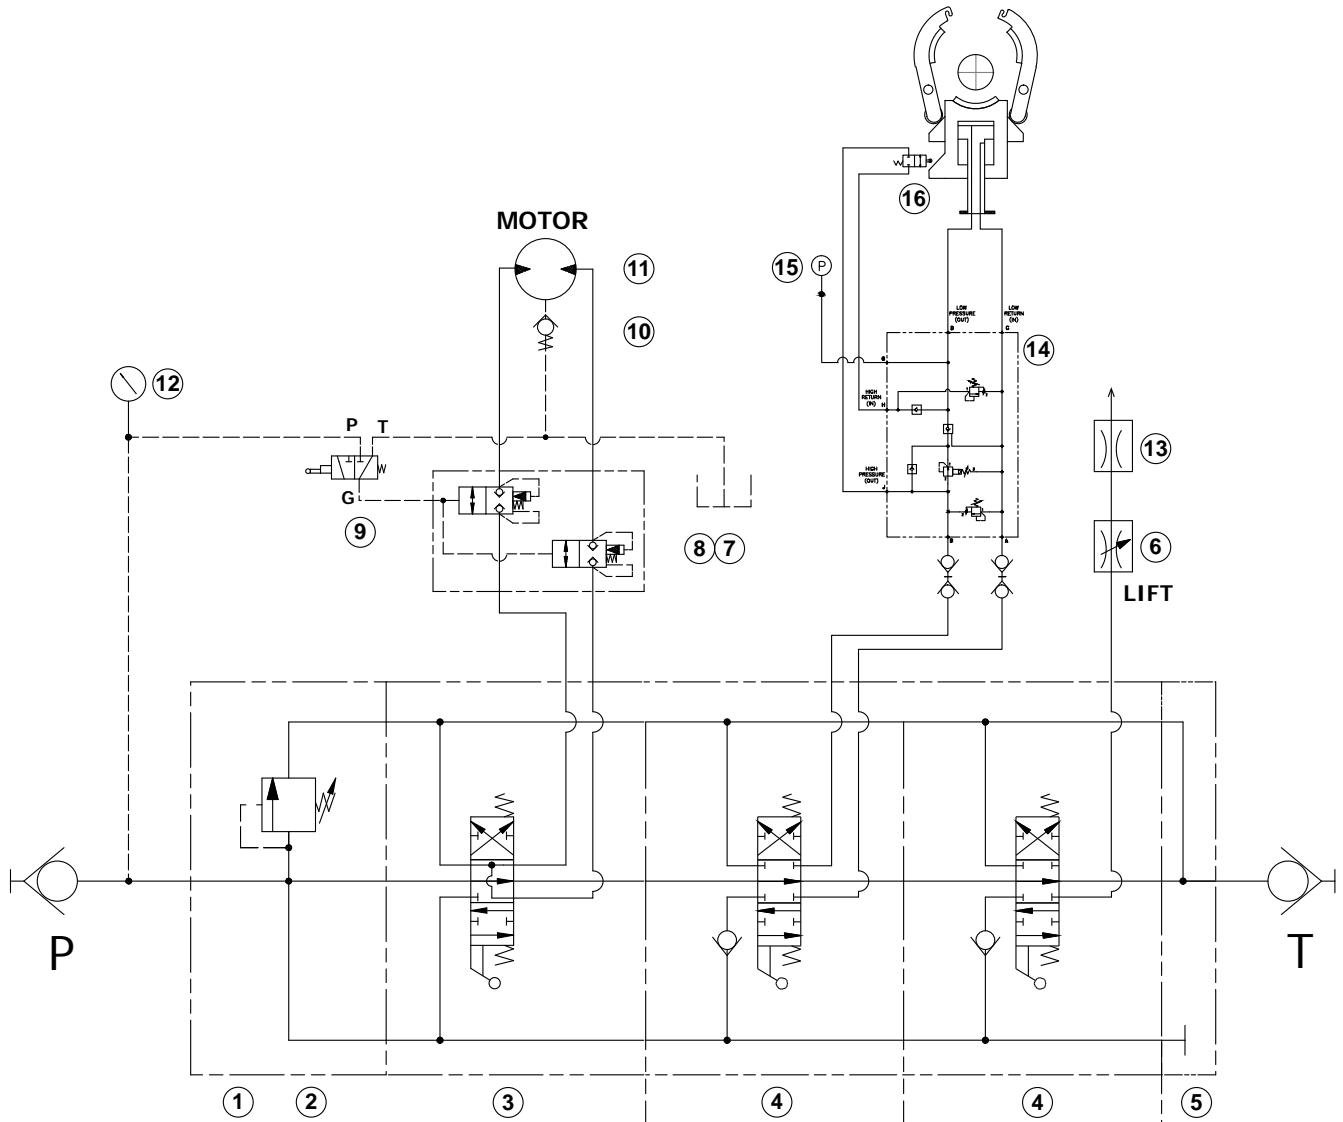 16
MOTOR
11
15
P
LOW
PRESSURE
(OUT)
LOW
RETURN
(IN)
10
14
12
P
T
HIGH
RETURN
(IN)
H
13
G
HIGH
PRESSURE
(OUT)
J
9
8
7
6
LIFT
P
T
1
2
3
4
4
5